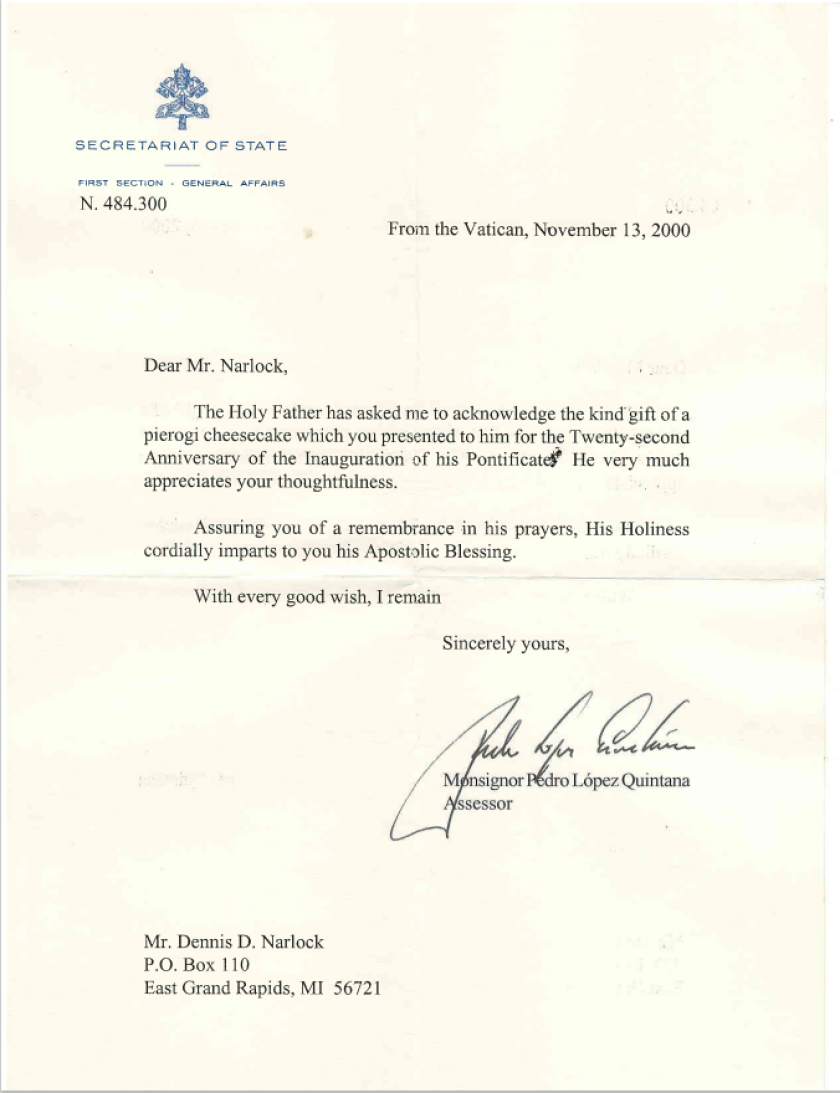 SECRETARIAT OF STATE
FIRST SECTION - GENERAL AFFAIRS
N. 484.300
From the Vatican, November 13, 2000
Dear Mr. Narlock,
The Holy Father has asked me to acknowledge the kind gift of a
pierogi cheesecake which you presented to him for the Twenty-second
Anniversary of the Inauguration of his Pontificate. He very much
appreciates your thoughtfulness.
Assuring you of a remembrance in his prayers, His Holiness
cordially imparts to you his Apostolic Blessing.
With every good wish, I remain
Sincerely yours,
Pedro López Quintana
Monsignor Pedro López Quintana
Assessor
Mr. Dennis D. Narlock
P.O. Box 110
East Grand Rapids, MI 56721